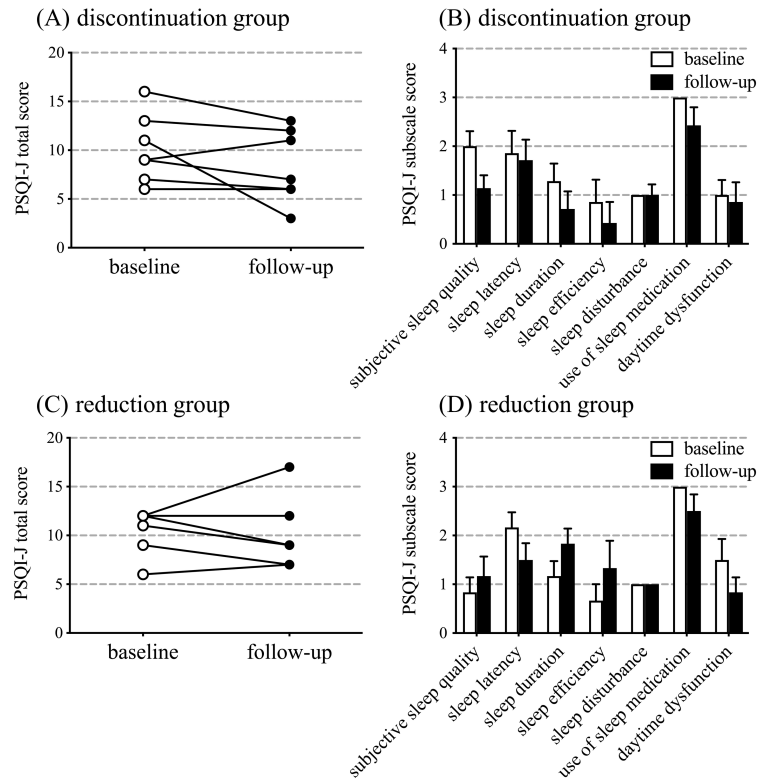 (A) discontinuation group
PSQI-J total score
20
15
10
5
0
baseline
follow-up
(B) discontinuation group
PSQI-J subscale score
4
3
2
1
0
baseline
follow-up
subjective sleep quality
sleep latency
sleep duration
sleep efficiency
sleep disturbance
use of sleep medication
daytime dysfunction
(C) reduction group
PSQI-J total score
20
15
10
5
0
baseline
follow-up
(D) reduction group
PSQI-J subscale score
4
3
2
1
0
baseline
follow-up
subjective sleep quality
sleep latency
sleep duration
sleep efficiency
sleep disturbance
use of sleep medication
daytime dysfunction